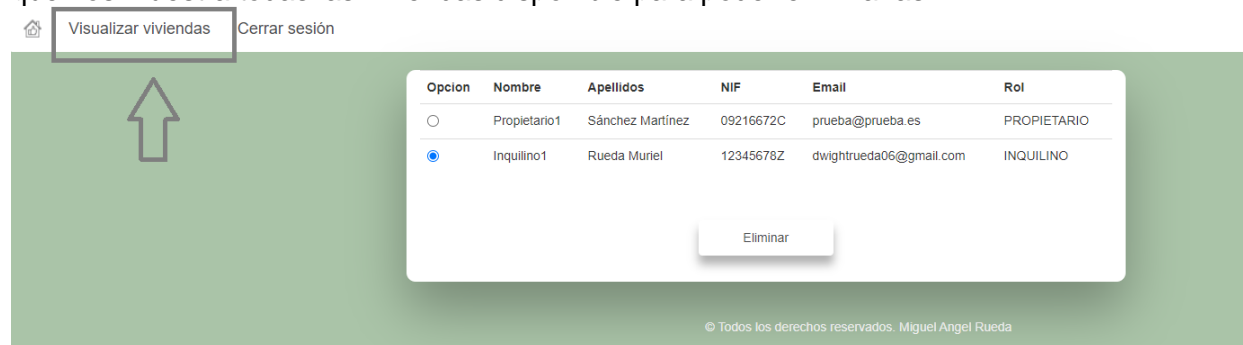 Visualizar viviendas Cerrar sesión
Opcion Nombre Apellidos NIF Email Rol
Propietario1 Sánchez Martínez 09216672C prueba@prueba.es PROPIETARIO
Inquilino1 Rueda Muriel 12345678Z dwightrueda06@gmail.com INQUILINO
Eliminar
© Todos los derechos reservados. Miguel Angel Rueda